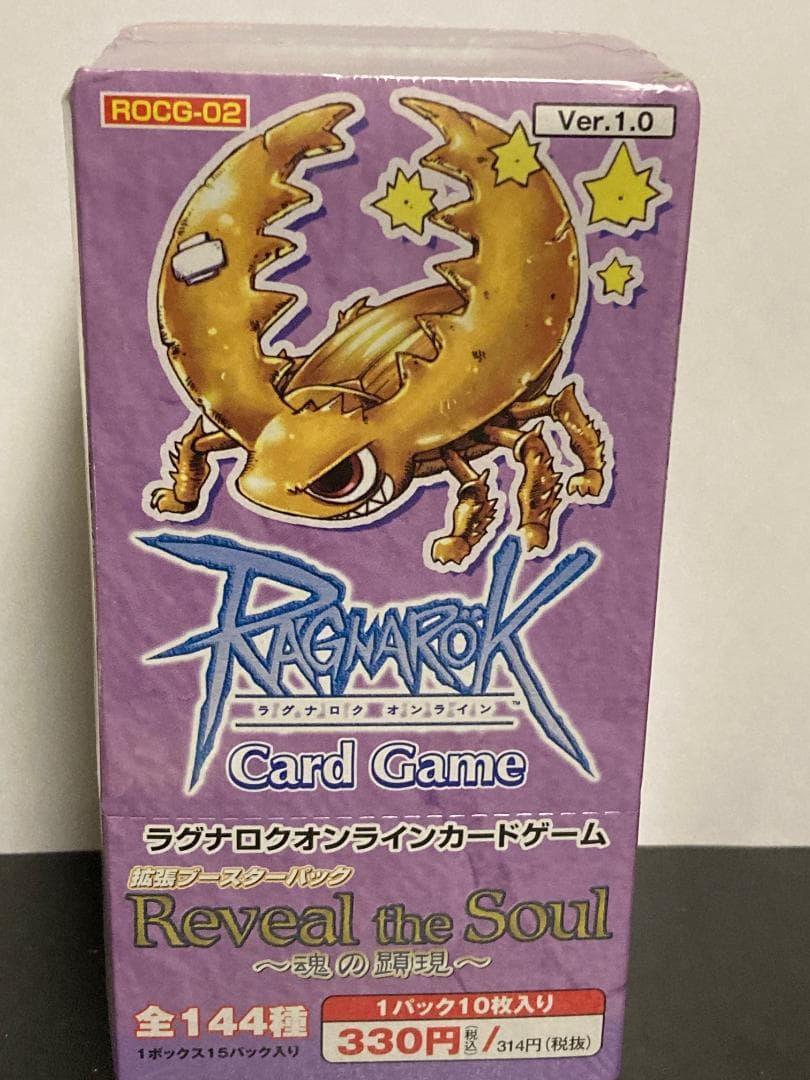 ROCG-02
Ver.1.0
RAGNARÖK
ラグナロク オンライン™
Card Game
ラグナロクオンラインカードゲーム
拡張ブースターパック
Reveal the Soul
～魂の顕現～
全144種
1ボックス15パック入り
1パック10枚入り
330円(税込)/314円(税抜)